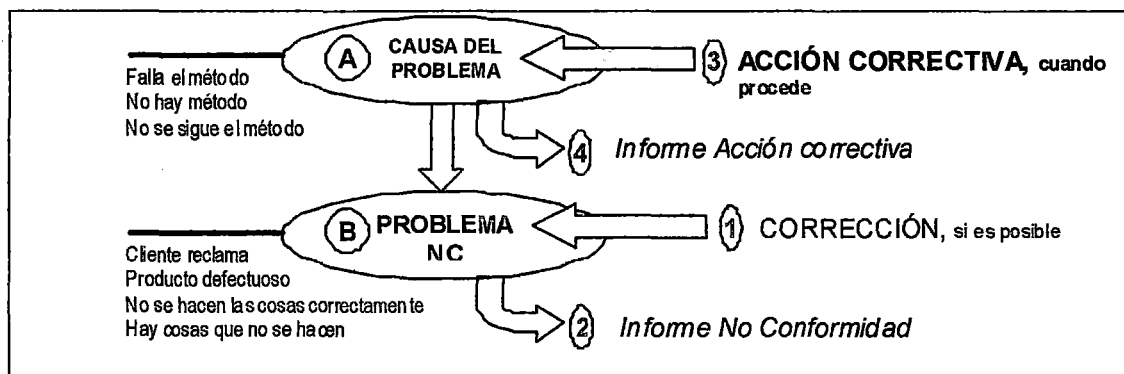 A
CAUSA DEL
PROBLEMA
3 ACCIÓN CORRECTIVA, cuando
procede
Falla el método
No hay método
No se sigue el método
4 Informe Acción correctiva
B
PROBLEMA
NC
1 CORRECCIÓN, si es posible
Cliente reclama
Producto defectuoso
No se hacen las cosas correctamente
Hay cosas que no se hacen
2 Informe No Conformidad